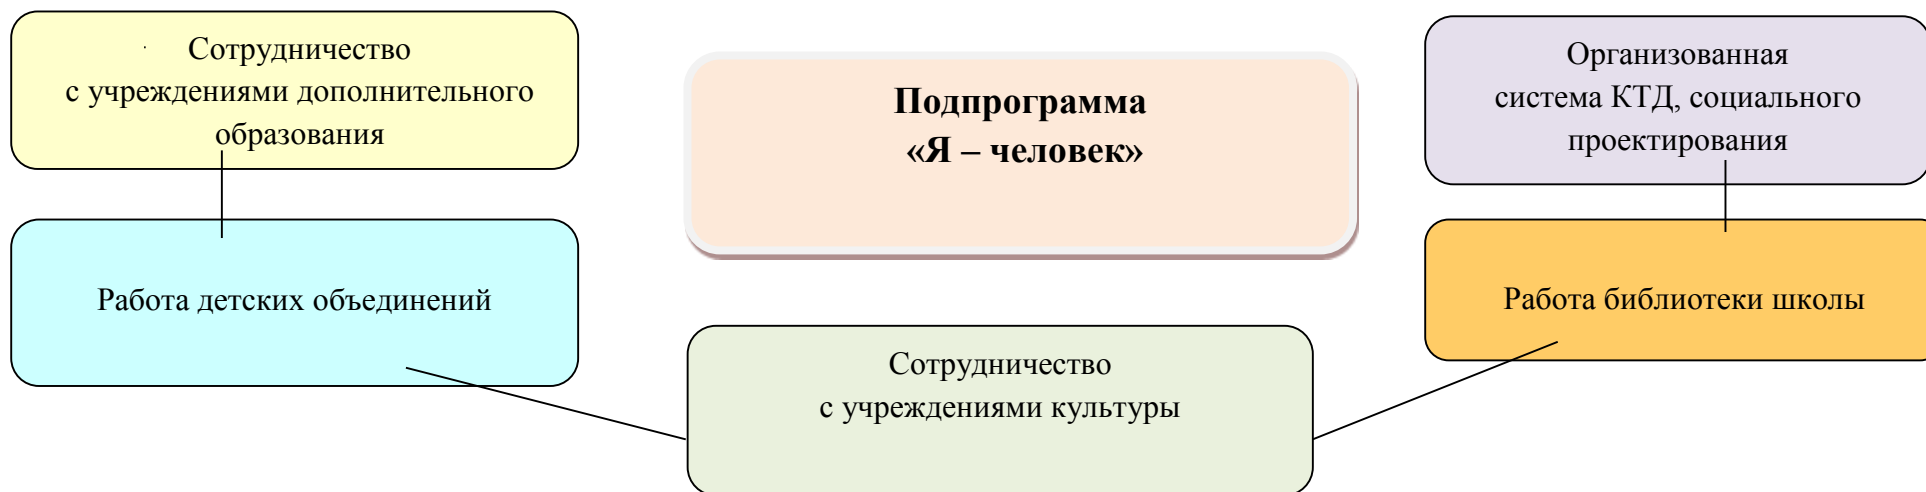 Сотрудничество
с учреждениями дополнительного
образования
Подпрограмма
«Я – человек»
Организованная
система КТД, социального
проектирования
Работа детских объединений
Работа библиотеки школы
Сотрудничество
с учреждениями культуры